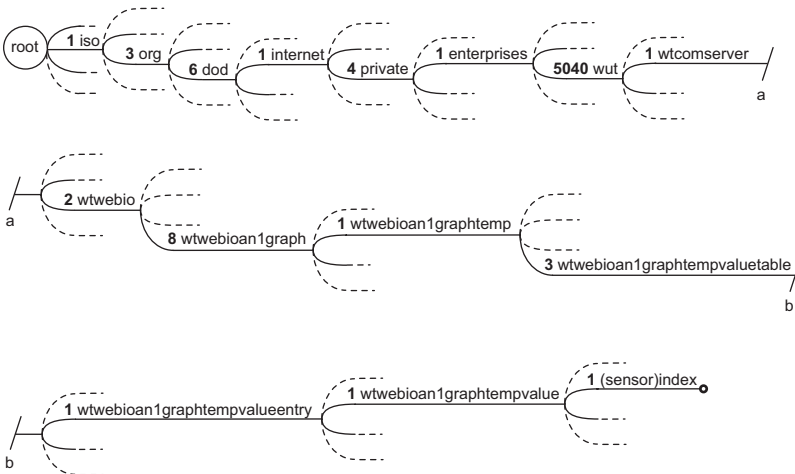 root
1 iso
3 org
6 dod
1 internet
4 private
1 enterprises
5040 wut
1 wtcomserver
a
a
2 wtwebio
8 wtwebioan1graph
1 wtwebioan1graphtemp
3 wtwebioan1graphtempvaluetable
b
b
1 wtwebioan1graphtempvalueentry
1 wtwebioan1graphtempvalue
1 (sensor)index